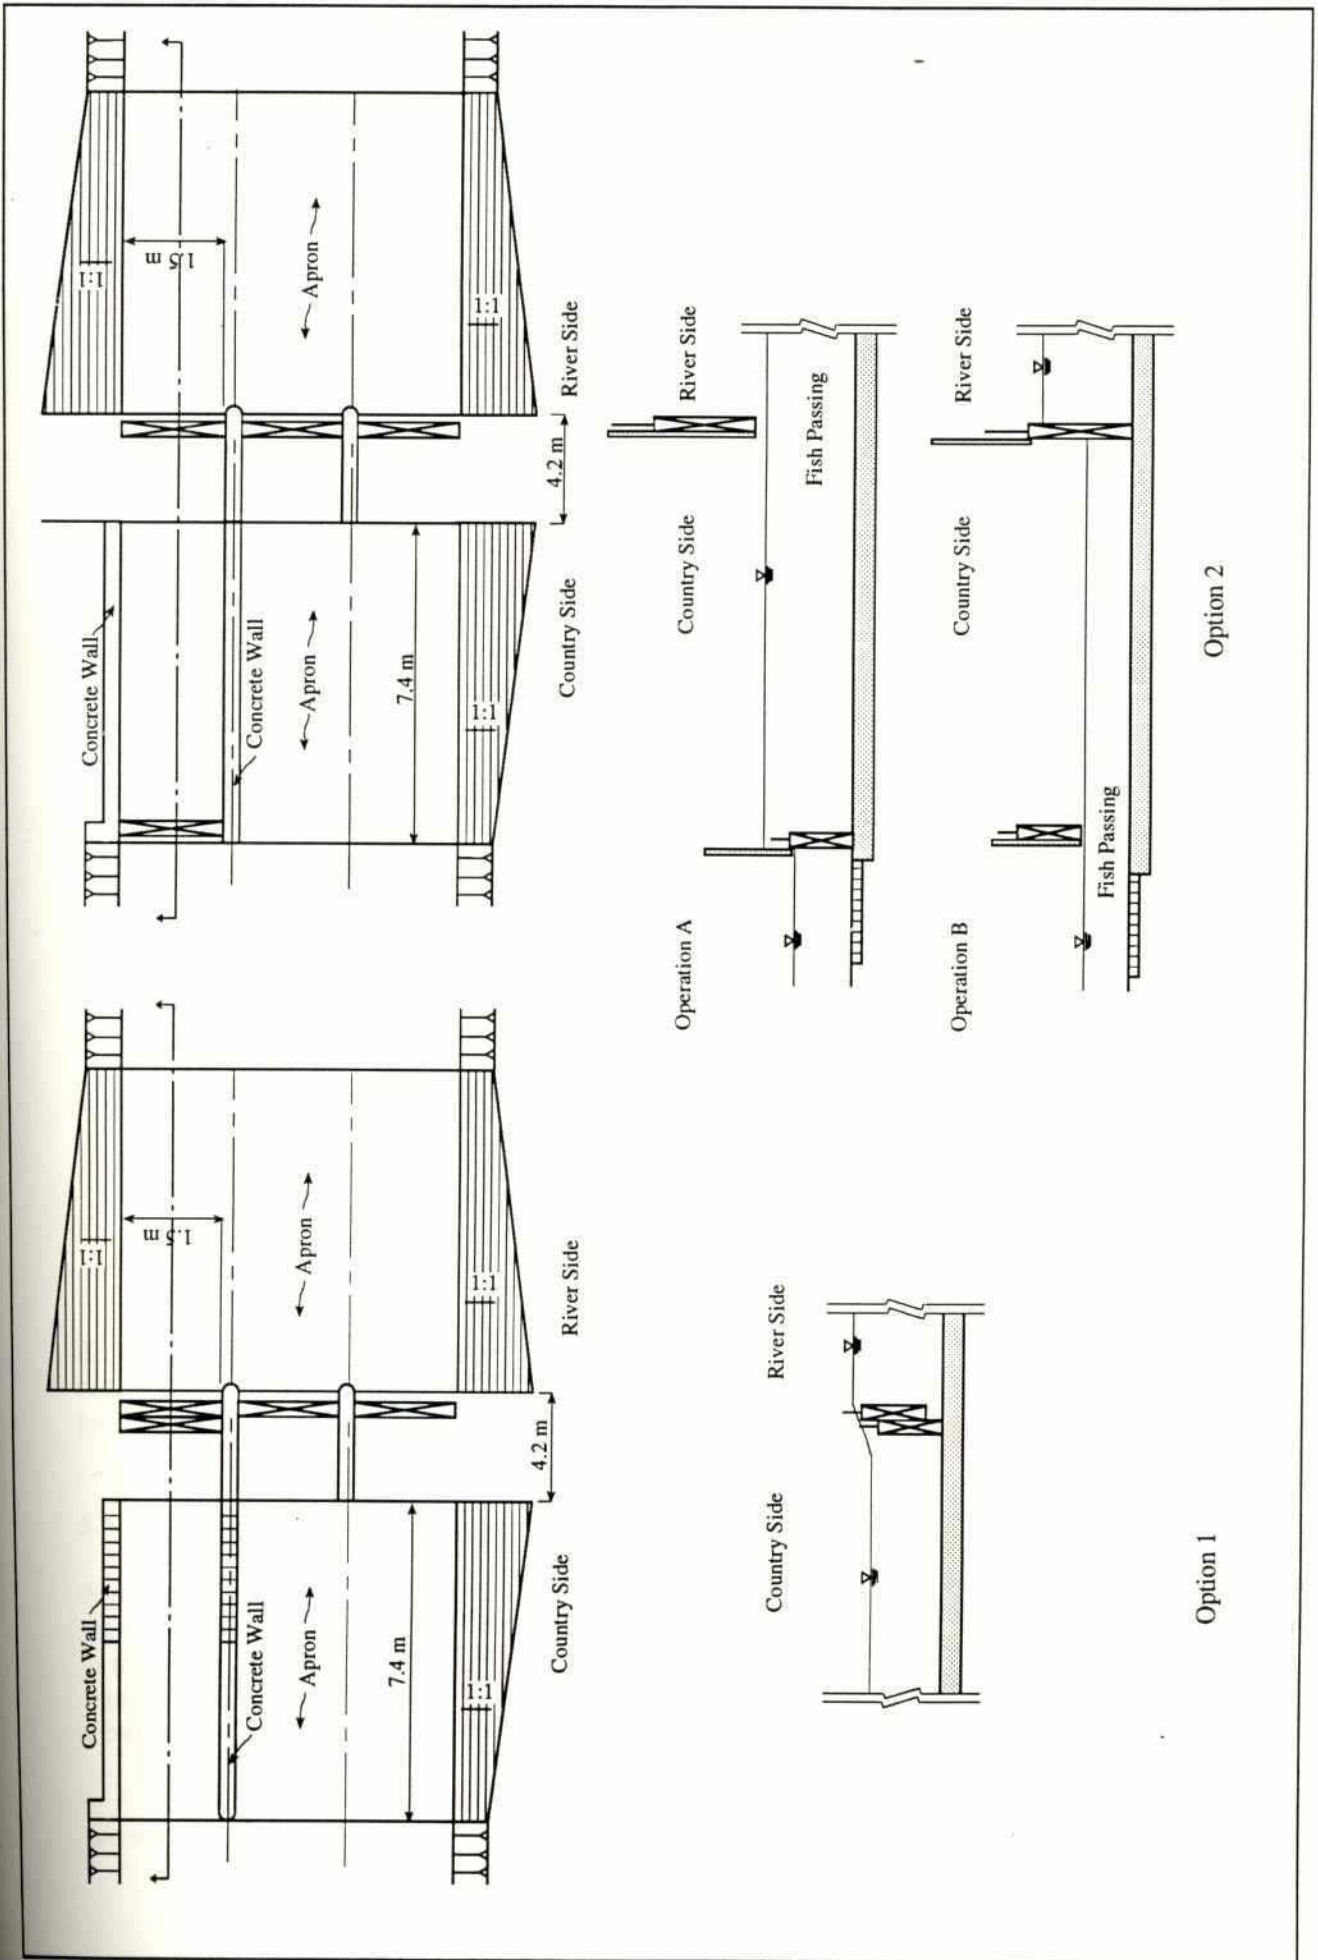 Concrete Wall
1:1
1.5 m
Apron
Apron
Concrete Wall
7.4 m
1:1
1:1
4.2 m
Country Side
River Side
Concrete Wall
1:1
1.5 m
Apron
Apron
Concrete Wall
7.4 m
1:1
1:1
4.2 m
Country Side
River Side
Country Side
River Side
Option 1
Operation A
Country Side
River Side
Fish Passing
Operation B
Country Side
River Side
Fish Passing
Option 2